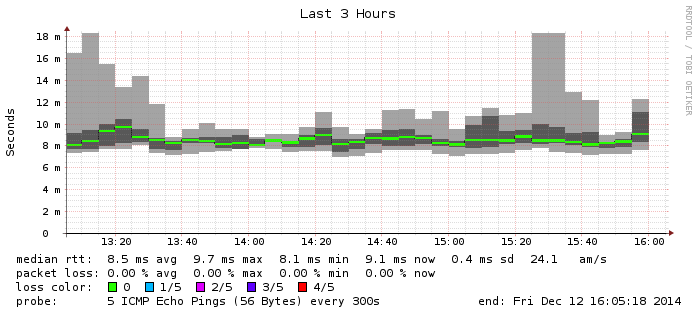 Last 3 Hours
RRDTOOL / TOBI OETIKER
Seconds
18 m
16 m
14 m
12 m
10 m
8 m
6 m
4 m
2 m
0
13:20 13:40 14:00 14:20 14:40 15:00 15:20 15:40 16:00
median rtt: 8.5 ms avg 9.7 ms max 8.1 ms min 9.1 ms now 0.4 ms sd 24.1 am/s
packet loss: 0.00 % avg 0.00 % max 0.00 % min 0.00 % now
loss color: 0 1/5 2/5 3/5 4/5
probe: 5 ICMP Echo Pings (56 Bytes) every 300s end: Fri Dec 12 16:05:18 2014